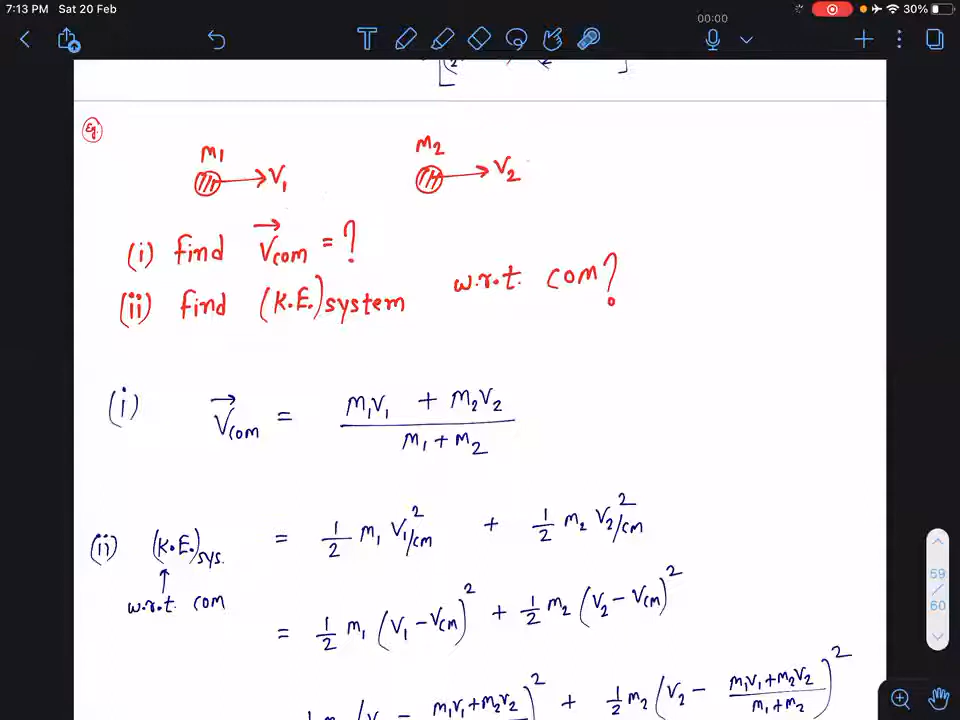 7:13 PM Sat 20 Feb
30%
00:00
Eg.
m1 v1 m2 v2
(i) find v⃗com = ?
(ii) find (K.E.)system w.r.t. com?
(i) v⃗com = (m1v1 + m2v2)/(m1 + m2)
(ii) (K.E.)sys. = 1/2 m1 v1/cm² + 1/2 m2 v2/cm²
w.r.t. com
= 1/2 m1 (v1 - vcm)² + 1/2 m2 (v2 - vcm)²
m1v1 + m2v2)² + 1/2 m2 (v2 - (m1v1 + m2v2)/(m1 + m2))²
59
60